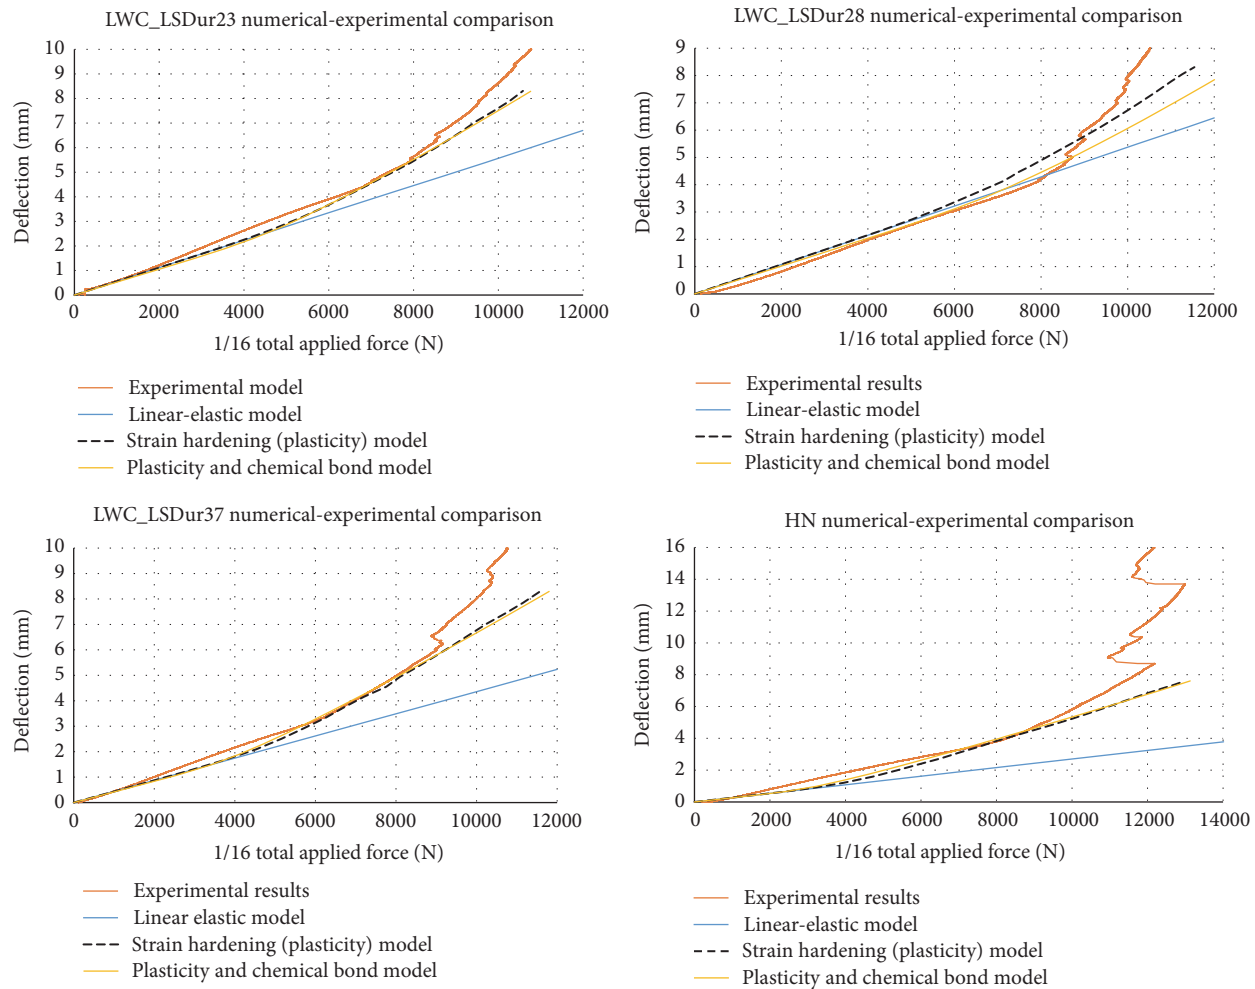 LWC_LSDur23 numerical-experimental comparison
10
9
8
7
6
5
4
3
2
1
0
Deflection (mm)
0 2000 4000 6000 8000 10000 12000
1/16 total applied force (N)
Experimental model
Linear-elastic model
Strain hardening (plasticity) model
Plasticity and chemical bond model
LWC_LSDur28 numerical-experimental comparison
9
8
7
6
5
4
3
2
1
0
Deflection (mm)
0 2000 4000 6000 8000 10000 12000
1/16 total applied force (N)
Experimental results
Linear-elastic model
Strain hardening (plasticity) model
Plasticity and chemical bond model
LWC_LSDur37 numerical-experimental comparison
10
9
8
7
6
5
4
3
2
1
0
Deflection (mm)
0 2000 4000 6000 8000 10000 12000
1/16 total applied force (N)
Experimental results
Linear elastic model
Strain hardening (plasticity) model
Plasticity and chemical bond model
HN numerical-experimental comparison
16
14
12
10
8
6
4
2
0
Deflection (mm)
0 2000 4000 6000 8000 10000 12000 14000
1/16 total applied force (N)
Experimental results
Linear-elastic model
Strain hardening (plasticity) model
Plasticity and chemical bond model